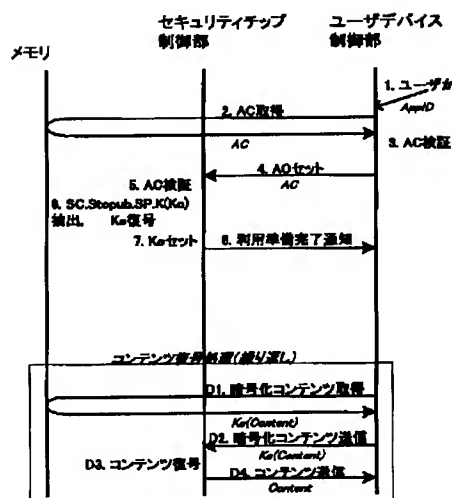 セキュリティチップ
制御部
ユーザデバイス
制御部
メモリ
1. ユーザカ
AppID
2. AC取得
AC
3. AC検証
4. ACセット
AC
5. AC検証
6. SC.Stopub.SP.K(Kc)
抽出, Kc復号
7. Kcセット
8. 利用準備完了通知
コンテンツ復号処理(繰り返し)
D1. 暗号化コンテンツ取得
Kc(Content)
D2. 暗号化コンテンツ送信
Kc(Content)
D3. コンテンツ復号
D4. コンテンツ送信
Content